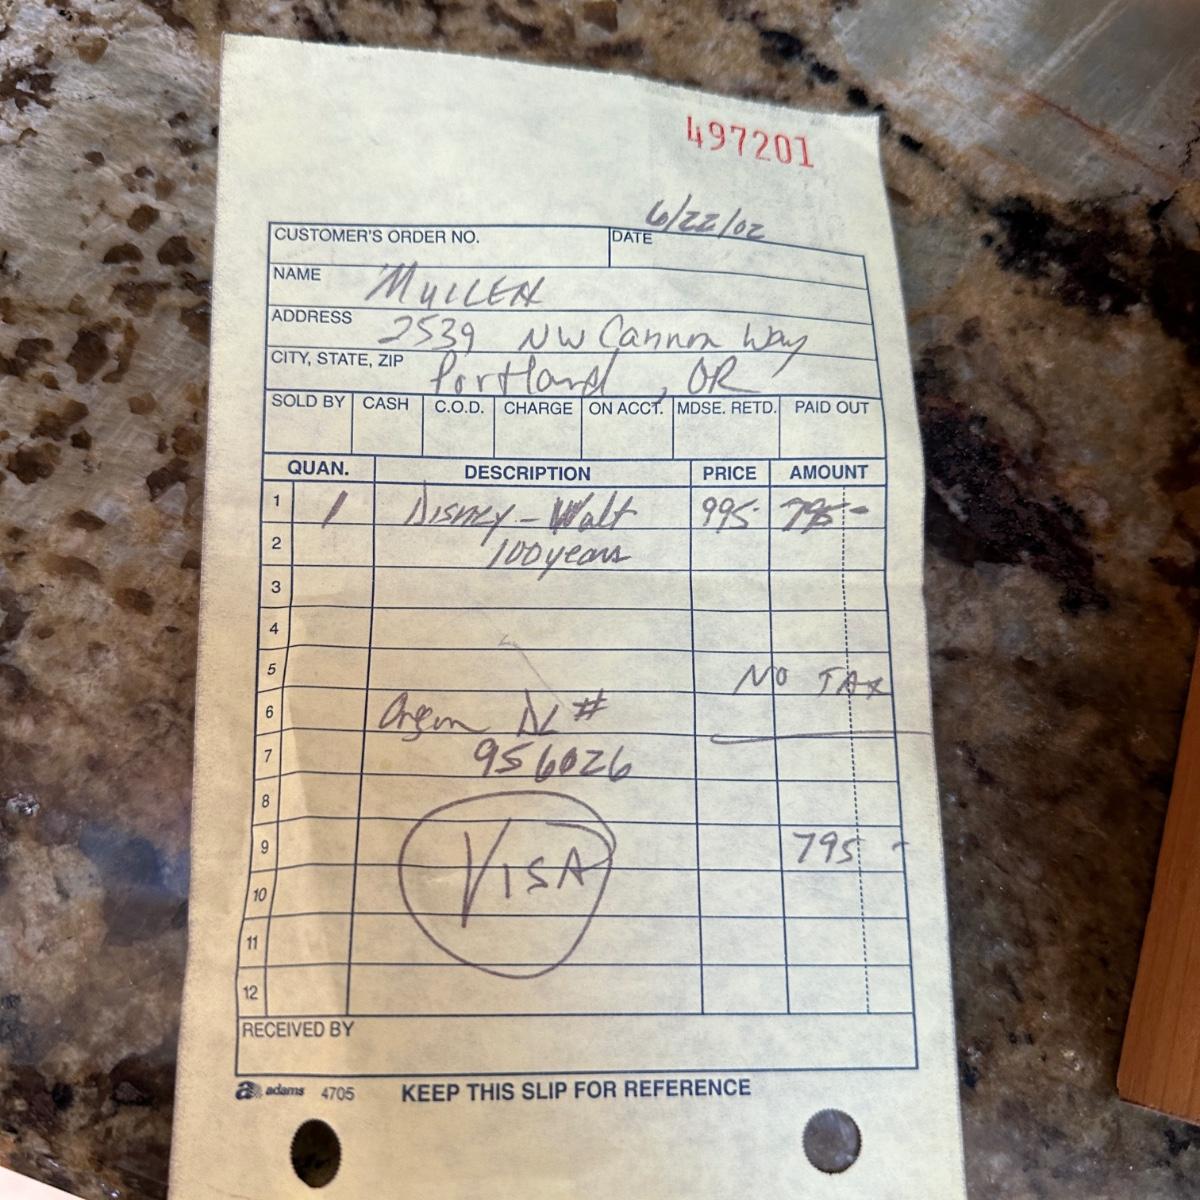 497201
6/22/02
CUSTOMER'S ORDER NO. DATE
NAME MULLEN
ADDRESS 2539 NW Cannon Way
CITY, STATE, ZIP Portland, OR
SOLD BY CASH C.O.D. CHARGE ON ACCT. MDSE. RETD. PAID OUT
QUAN. DESCRIPTION PRICE AMOUNT
1 1 Disney - Walt 995- 795-
2 100 years
3
4
5 NO TAX
6 Oregon DL #
7 956026
8
9 VISA 795 -
10
11
12
RECEIVED BY
adams 4705 KEEP THIS SLIP FOR REFERENCE